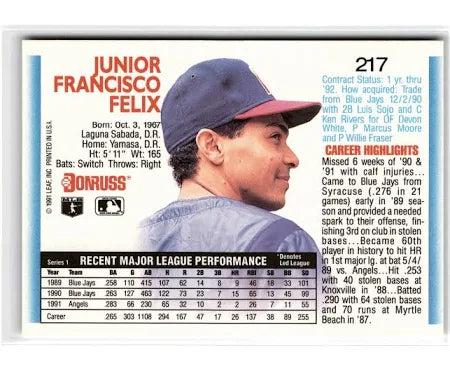 JUNIOR
FRANCISCO
FELIX
Born: Oct. 3, 1967
Laguna Sabada, D.R.
Home: Yamasa, D.R.
Ht: 5' 11" Wt: 165
Bats: Switch Throws: Right
DONRUSS
MLB
© 1991 LEAF, INC. PRINTED IN U.S.A.
217
Contract Status: 1 yr. thru
'92. How acquired: Trade
from Blue Jays 12/2/90 with
2B Luis Sojo and C
Ken Rivers for OF Devon
White, P Marcus Moore
and P Willie Fraser
CAREER HIGHLIGHTS
Missed 6 weeks of '90 &
'91 with calf injuries...
Came to Blue Jays from
Syracuse (.276 in 21
games) early in '89 sea-
son and provided a needed
spark to their offense, fin-
ishing 3rd on club in stolen
bases...Became 60th
player in history to hit HR
in 1st major lg. at bat 5/4/
89 vs. Angels...Hit .253
with 40 stolen bases at
Knoxville in '88...Batted
.290 with 64 stolen bases
and 70 runs at Myrtle
Beach in '87.
Series 1 RECENT MAJOR LEAGUE PERFORMANCE *Denotes Led League
Year Team BA G AB H 2B 3B HR RBI SB R BB SO
1989 Blue Jays .258 110 415 107 14 8 9 46 18 62 33 101
1990 Blue Jays .263 127 463 122 23 7 15 65 13 73 45 99
1991 Angels .283 66 230 65 10 2 2 26 7 32 11 55
Career .265 303 1108 294 47 17 26 137 38 167 89 255